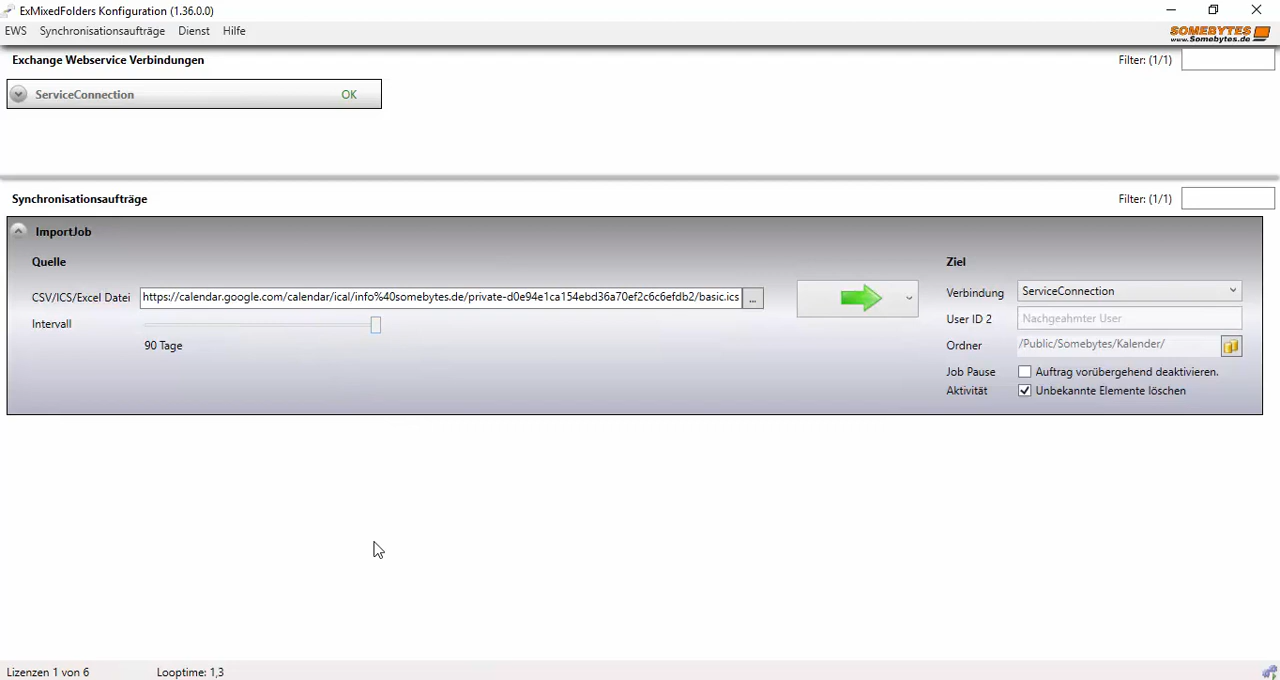 ExMixedFolders Konfiguration (1.36.0.0)
EWS Synchronisationsaufträge Dienst Hilfe
SOMEBYTES
www.Somebytes.de
Exchange Webservice Verbindungen Filter: (1/1)
ServiceConnection OK
Synchronisationsaufträge Filter: (1/1)
ImportJob
Quelle
CSV/ICS/Excel Datei https://calendar.google.com/calendar/ical/info%40somebytes.de/private-d0e94e1ca154ebd36a70ef2c6c6efdb2/basic.ics ...
Intervall
90 Tage
Ziel
Verbindung ServiceConnection
User ID 2 Nachgeahmter User
Ordner /Public/Somebytes/Kalender/
Job Pause Auftrag vorübergehend deaktivieren.
Aktivität Unbekannte Elemente löschen
Lizenzen 1 von 6 Looptime: 1,3